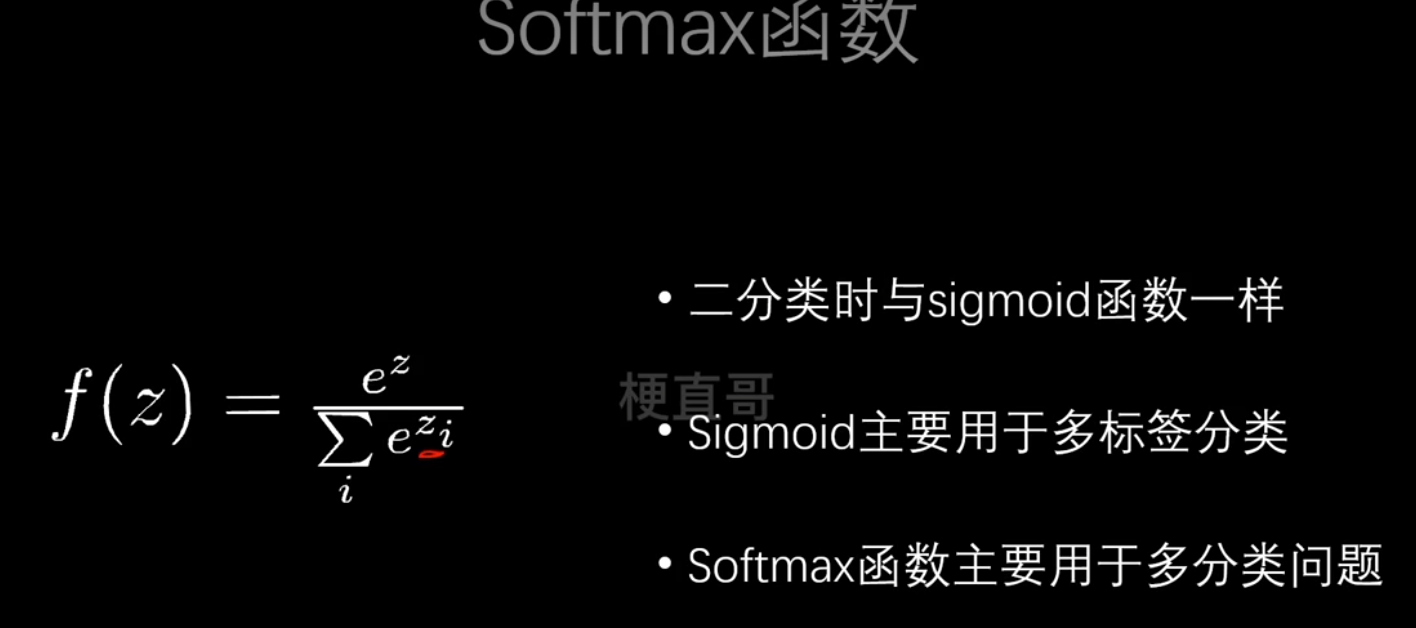 Softmax函数
• 二分类时与sigmoid函数一样
f(z) = e^z / ∑_i e^{z_i}
梗直哥
• Sigmoid主要用于多标签分类
• Softmax函数主要用于多分类问题